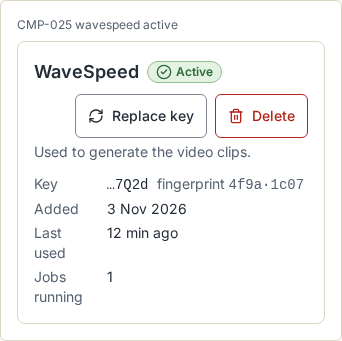 CMP-025 wavespeed active
WaveSpeed Active
Replace key Delete
Used to generate the video clips.
Key …7Q2d fingerprint 4f9a·1c07
Added 3 Nov 2026
Last used 12 min ago
Jobs running 1